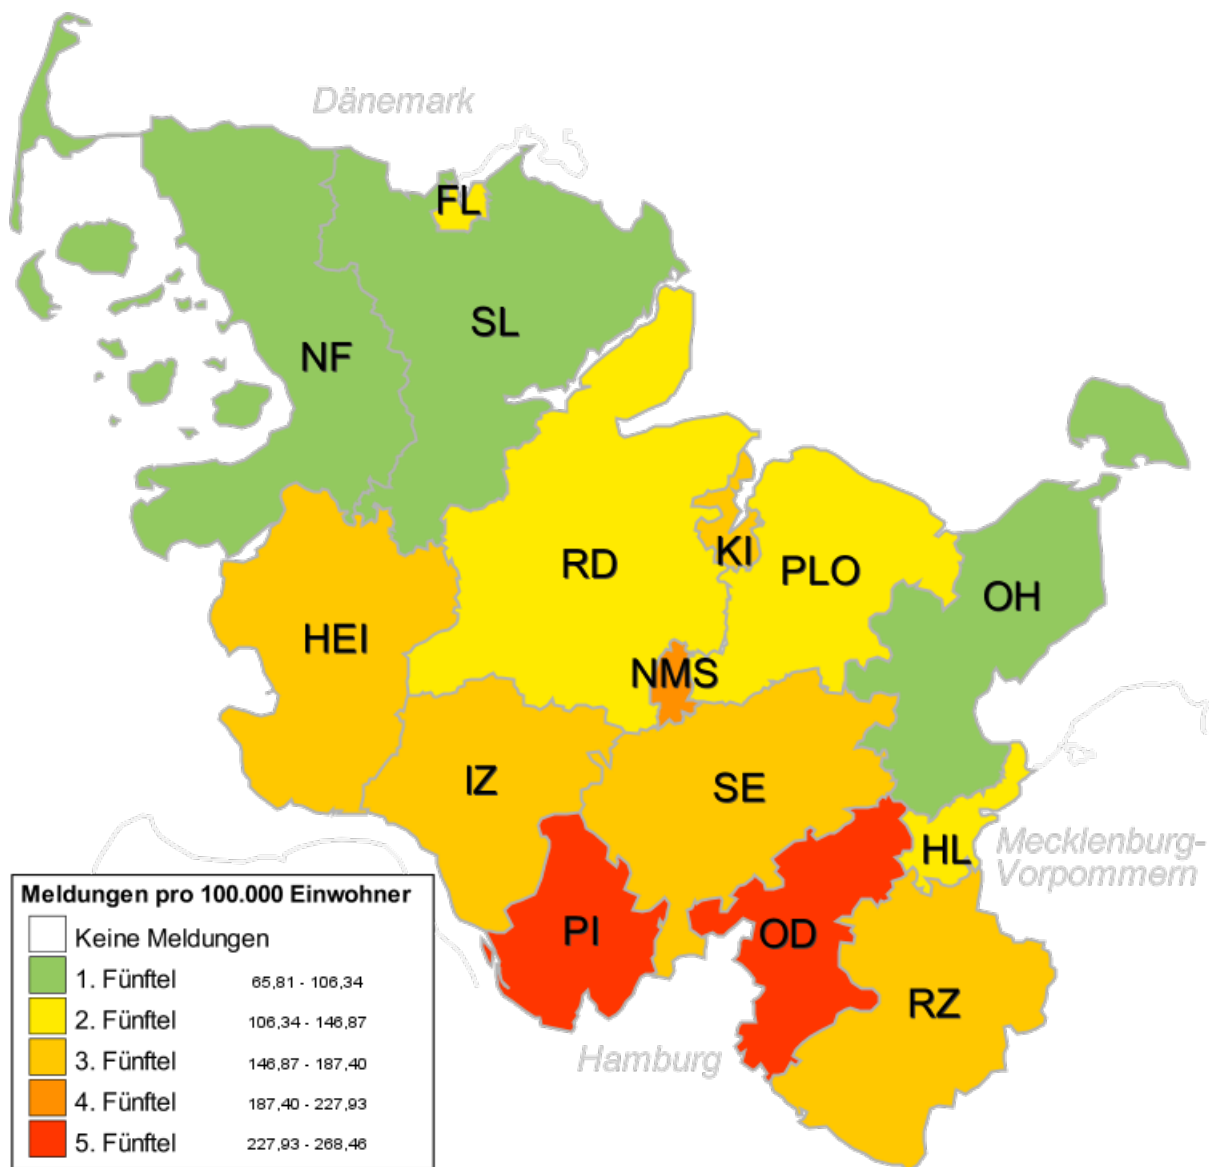 Dänemark
FL
SL
NF
RD
KI
PLO
OH
HEI
NMS
IZ
SE
HL
Mecklenburg-
Vorpommern
PI
OD
RZ
Hamburg
Meldungen pro 100.000 Einwohner
Keine Meldungen
1. Fünftel 65,81 - 106,34
2. Fünftel 106,34 - 146,87
3. Fünftel 146,87 - 187,40
4. Fünftel 187,40 - 227,93
5. Fünftel 227,93 - 268,46